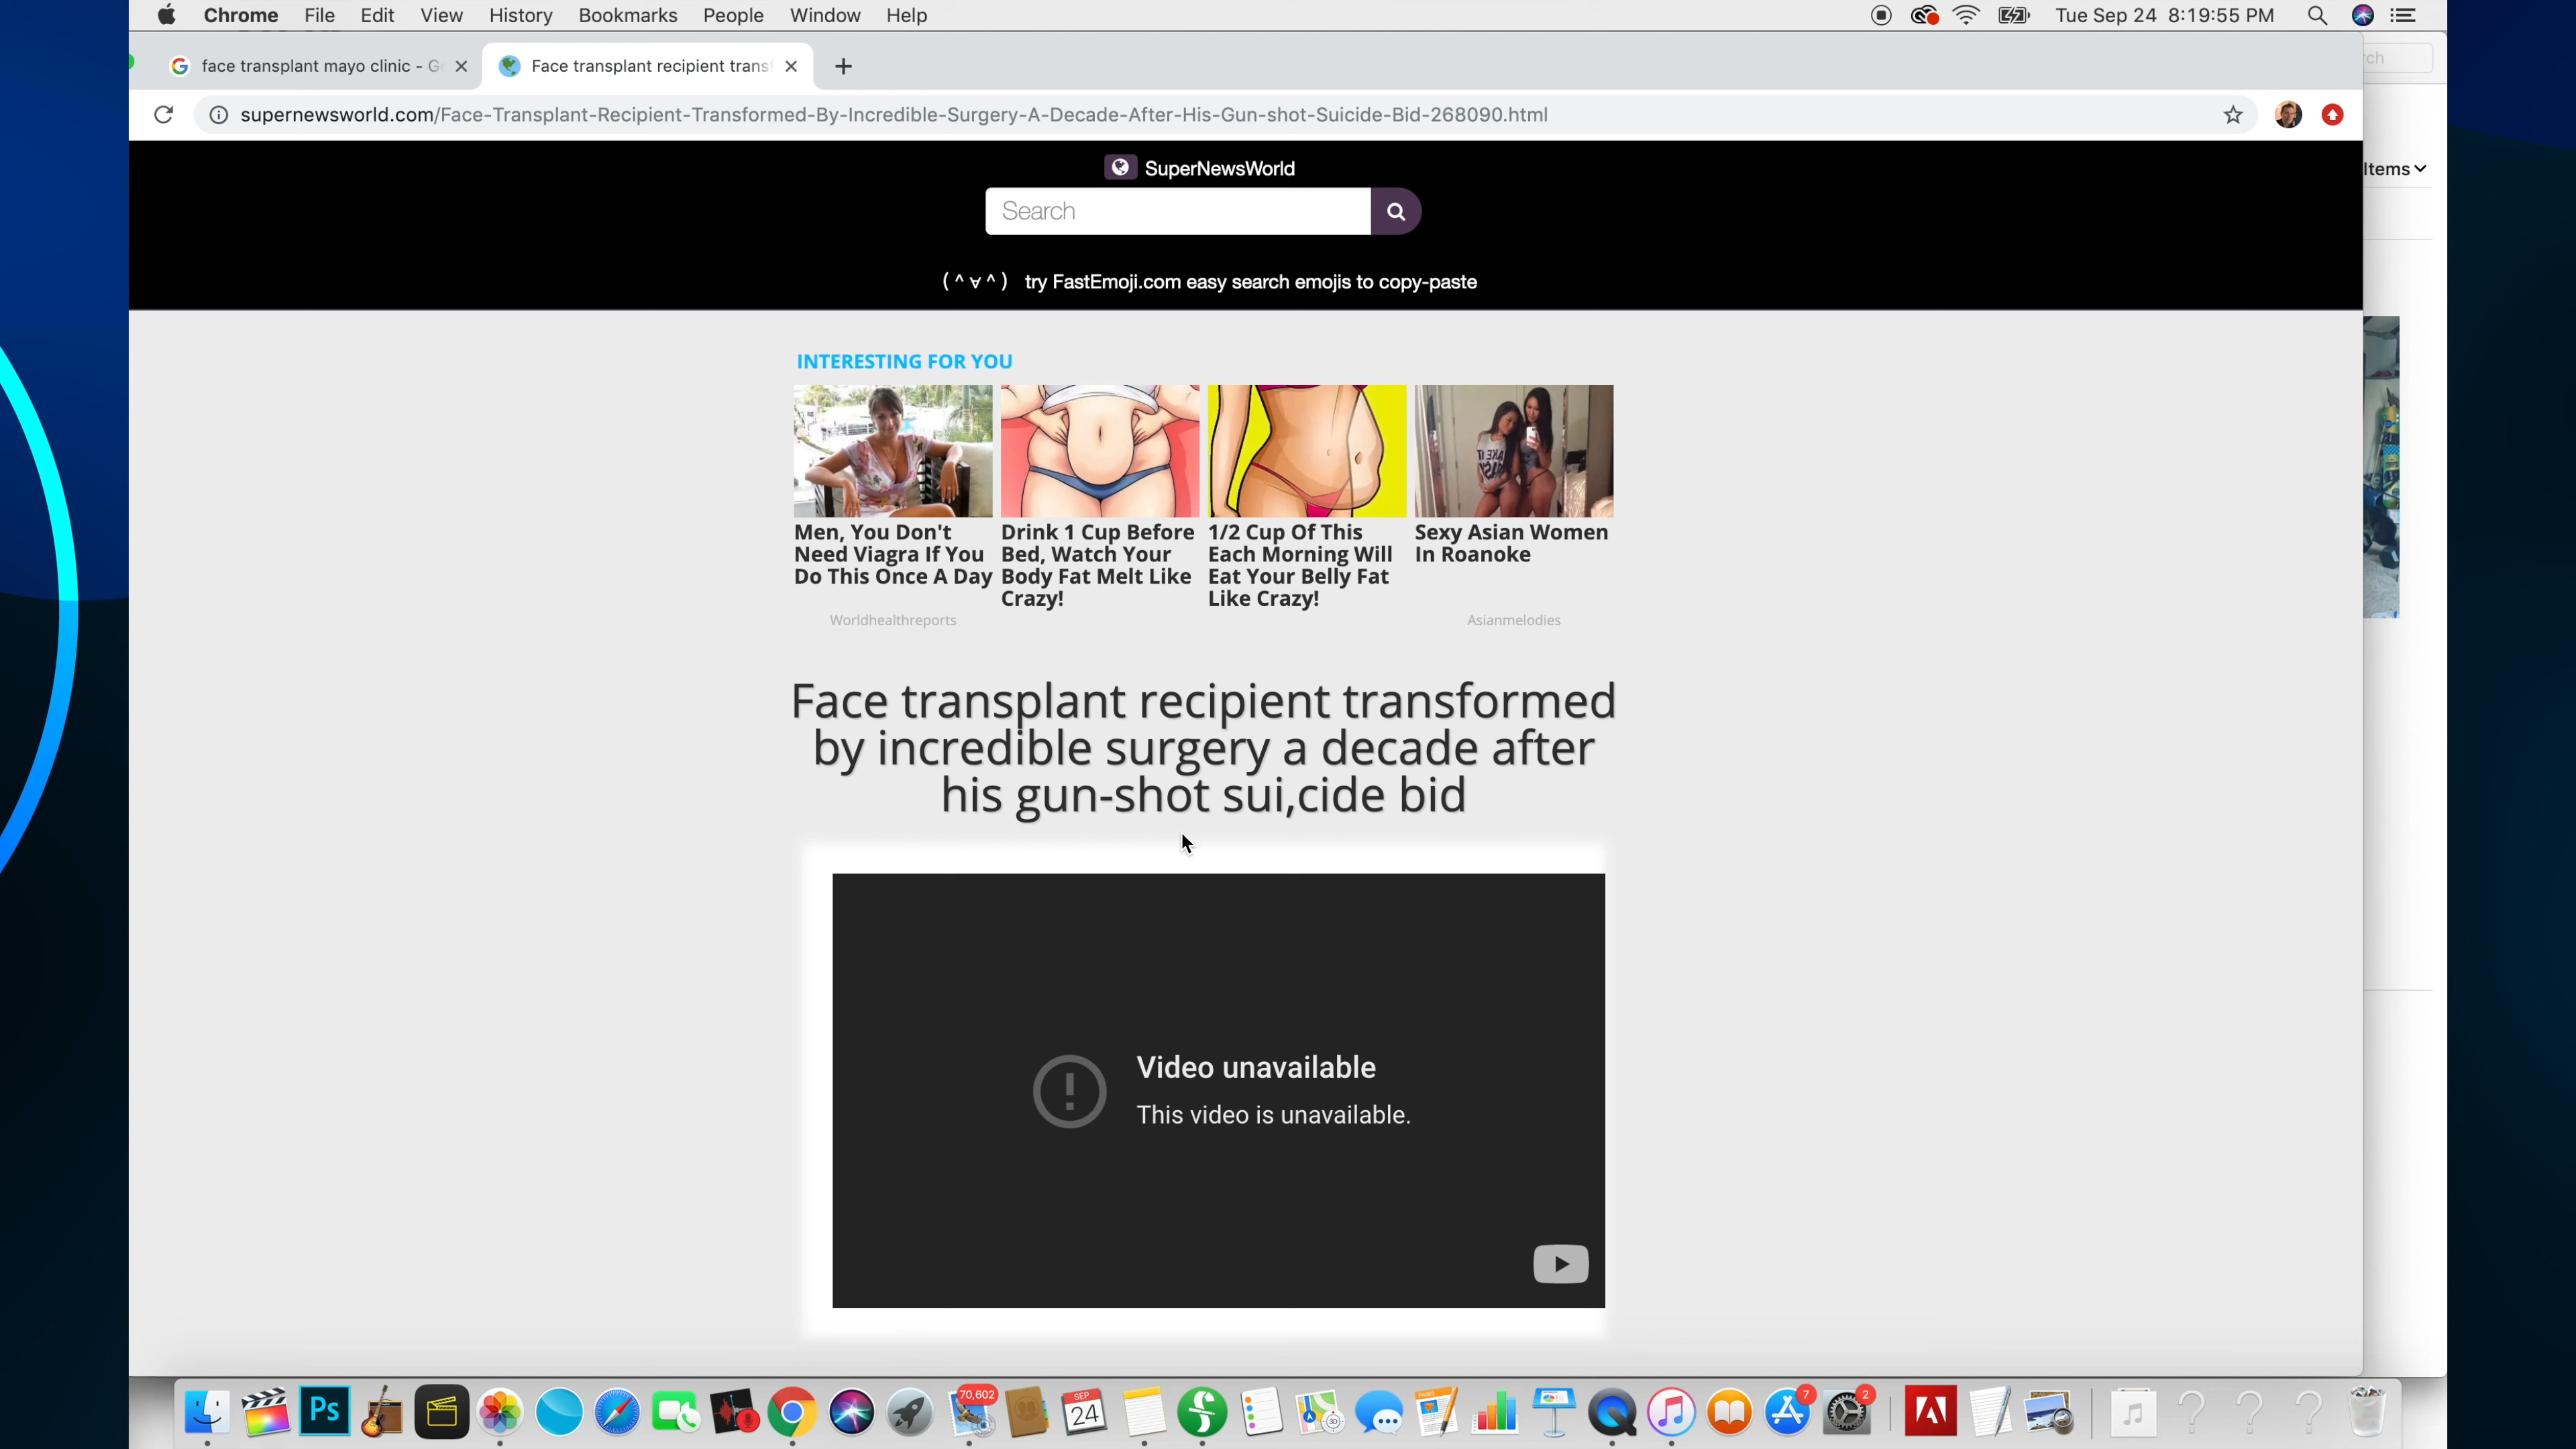 Chrome File Edit View History Bookmarks People Window Help
Tue Sep 24 8:19:55 PM
face transplant mayo clinic - G
Face transplant recipient trans
rch
supernewsworld.com/Face-Transplant-Recipient-Transformed-By-Incredible-Surgery-A-Decade-After-His-Gun-shot-Suicide-Bid-268090.html
SuperNewsWorld
Items
Search
(^∀^) try FastEmoji.com easy search emojis to copy-paste
INTERESTING FOR YOU
Men, You Don't
Need Viagra If You
Do This Once A Day
Worldhealthreports
Drink 1 Cup Before
Bed, Watch Your
Body Fat Melt Like
Crazy!
1/2 Cup Of This
Each Morning Will
Eat Your Belly Fat
Like Crazy!
Sexy Asian Women
In Roanoke
Asianmelodies
Face transplant recipient transformed
by incredible surgery a decade after
his gun-shot sui,cide bid
Video unavailable
This video is unavailable.
Ps
70,602
SEP
24
3D
PAGES
7
2